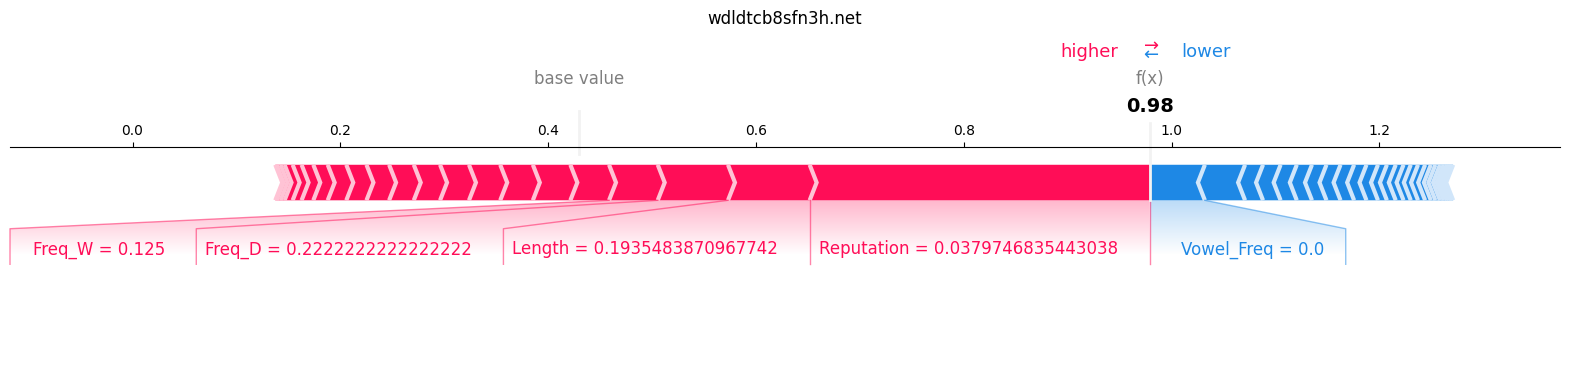 wdldtcb8sfn3h.net
higher ⇄ lower
base value f(x)
0.98
0.0 0.2 0.4 0.6 0.8 1.0 1.2
Freq_W = 0.125 Freq_D = 0.2222222222222222 Length = 0.1935483870967742 Reputation = 0.0379746835443038 Vowel_Freq = 0.0